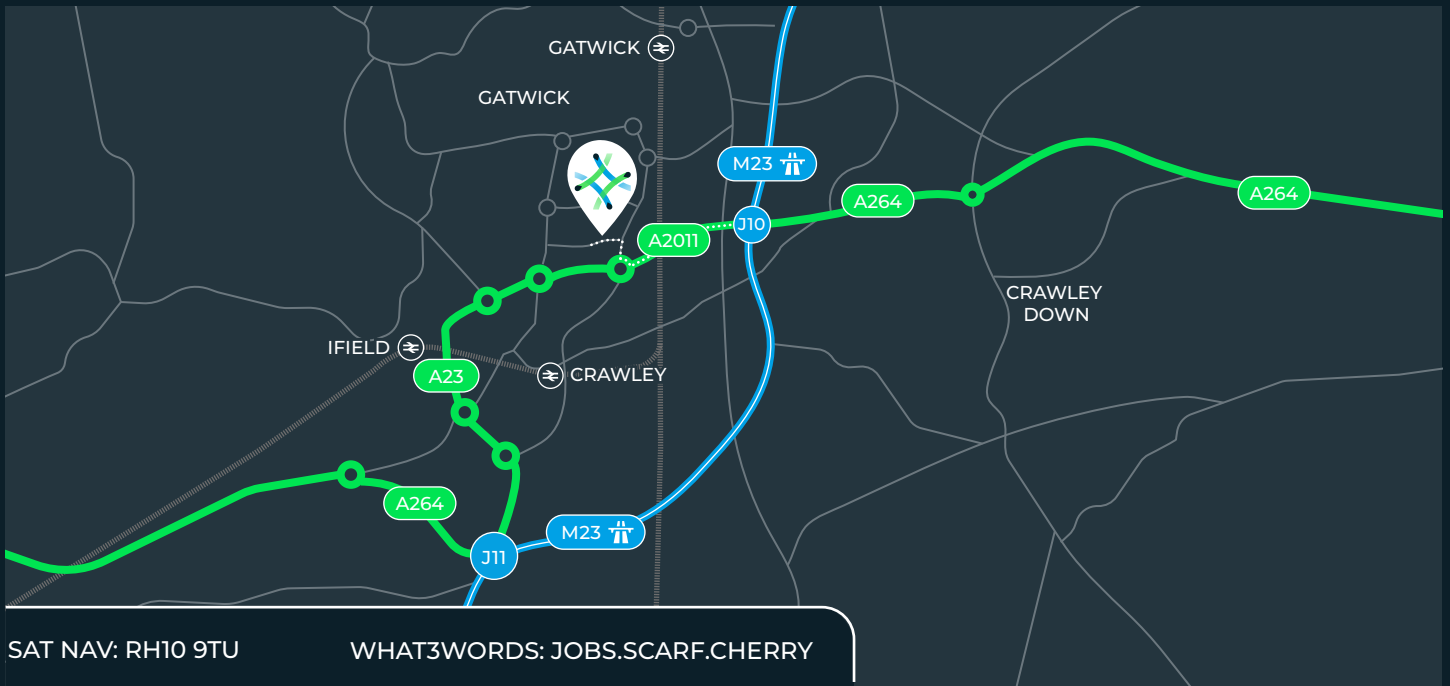 GATWICK
GATWICK
M23
A264
A264
J10
A2011
CRAWLEY
DOWN
IFIELD
A23
CRAWLEY
A264
M23
J11
SAT NAV: RH10 9TU
WHAT3WORDS: JOBS.SCARF.CHERRY